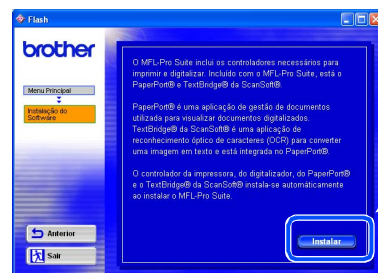 Flash
brother
Menu Principal
Instalação do
Software
O MFL-Pro Suite inclui os controladores necessários para
imprimir e digitalizar. Incluído com o MFL-Pro Suite, está o
PaperPort® e TextBridge® da ScanSoft®.
PaperPort® é uma aplicação de gestão de documentos
utilizada para visualizar documentos digitalizados.
TextBridge® da ScanSoft® é uma aplicação de
reconhecimento óptico de caracteres (OCR) para converter
uma imagem em texto e está integrada no PaperPort®.
O controlador da impressora, do digitalizador, do PaperPort®
e o TextBridge® da ScanSoft® instala-se automáticamente
ao instalar o MFL-Pro Suite.
Anterior
Sair
Instalar